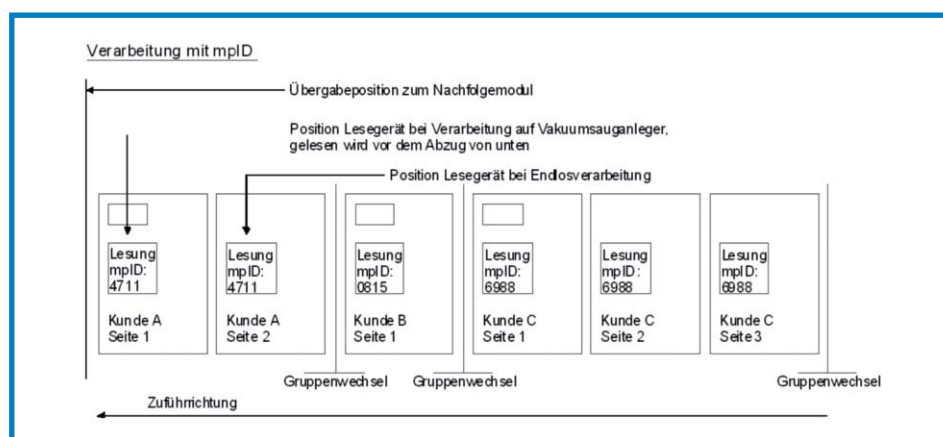 Verarbeitung mit mpID
Übergabeposition zum Nachfolgemodul
Position Lesegerät bei Verarbeitung auf Vakuumsauganleger,
gelesen wird vor dem Abzug von unten
Position Lesegerät bei Endlosverarbeitung
Lesung
mpID:
4711
Kunde A
Seite 1
Lesung
mpID:
4711
Kunde A
Seite 2
Lesung
mpID:
0815
Kunde B
Seite 1
Lesung
mpID:
6988
Kunde C
Seite 1
Lesung
mpID:
6988
Kunde C
Seite 2
Lesung
mpID:
6988
Kunde C
Seite 3
Gruppenwechsel
Gruppenwechsel
Gruppenwechsel
Zuführrichtung